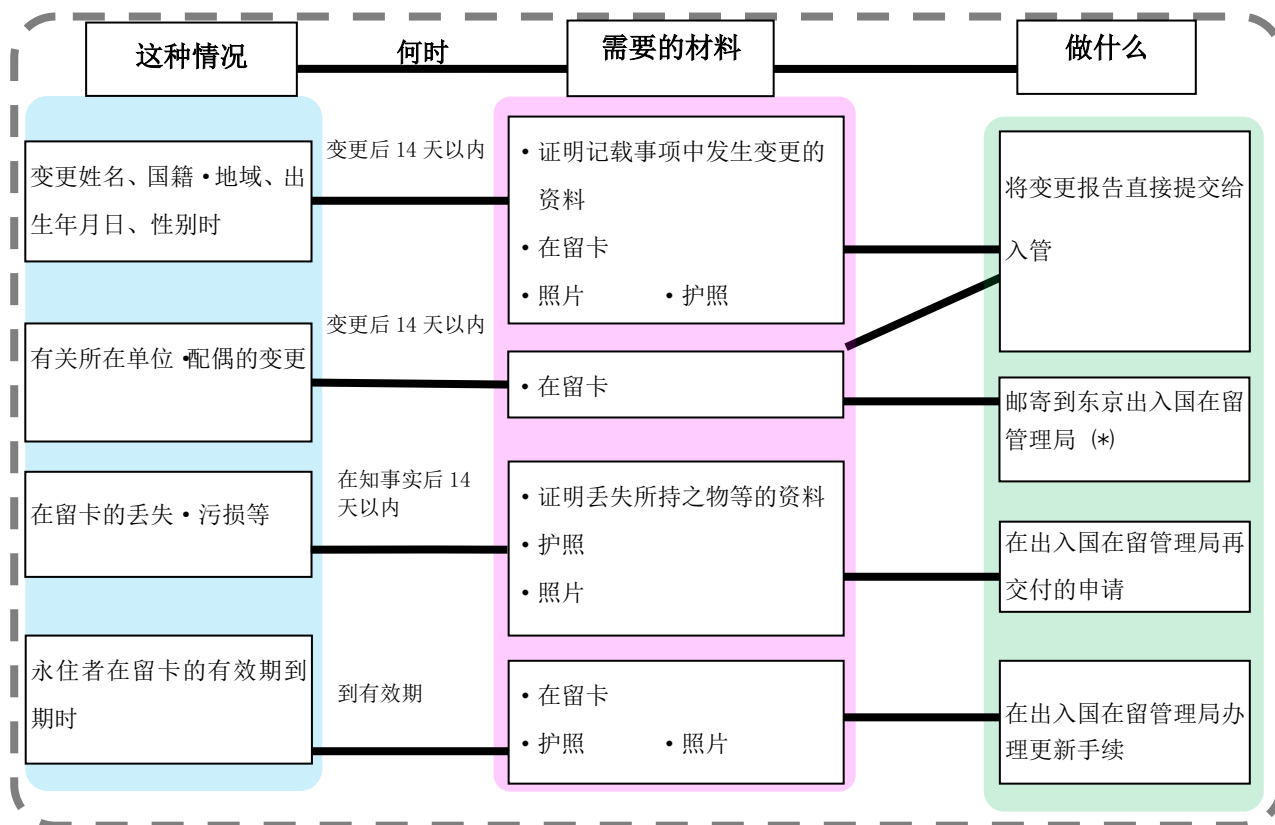 这种情况
何时
需要的材料
做什么
变更姓名、国籍・地域、出
生年月日、性别时
变更后 14 天以内
・证明记载事项中发生变更的
资料
・在留卡
・照片 ・护照
将变更报告直接提交给
入管
有关所在单位・配偶的变更
变更后 14 天以内
・在留卡
邮寄到东京出入国在留
管理局 (*)
在留卡的丢失・污损等
在知事实后 14
天以内
・证明丢失所持之物等的资料
・护照
・照片
在出入国在留管理局再
交付的申请
永住者在留卡的有效期到
期时
到有效期
・在留卡
・护照 ・照片
在出入国在留管理局办
理更新手续